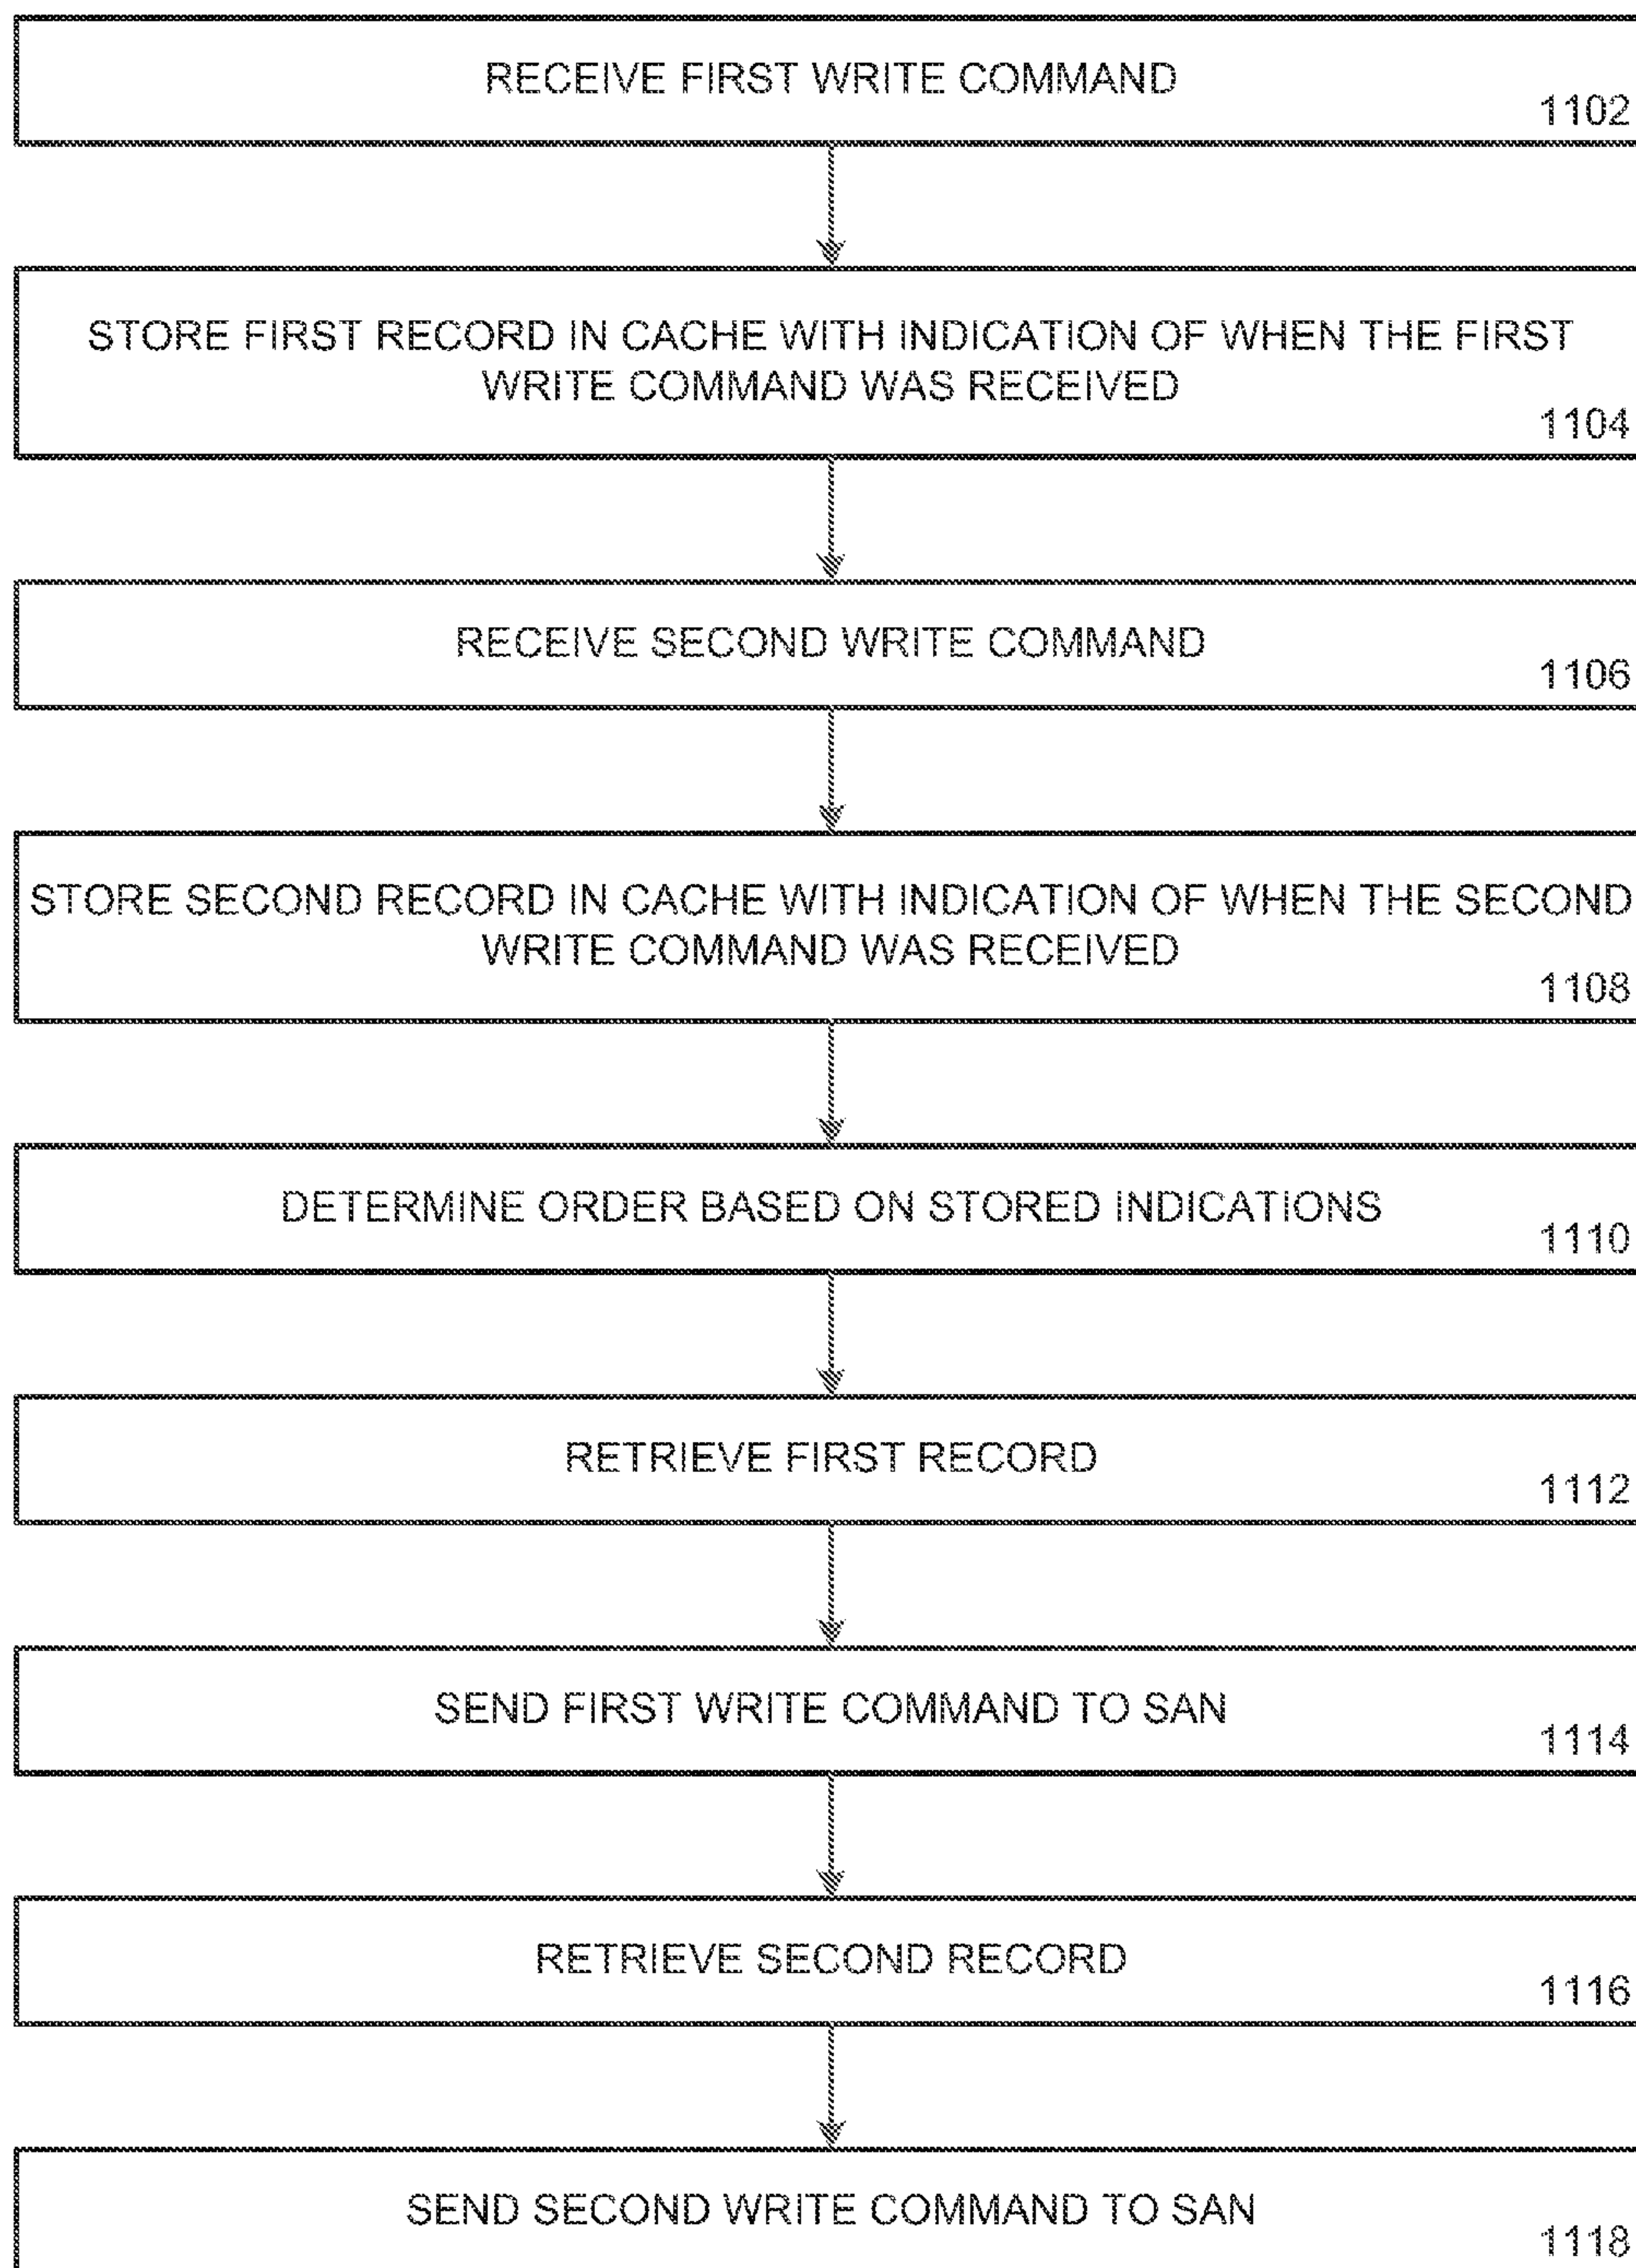 RECEIVE FIRST WRITE COMMAND
1102
STORE FIRST RECORD IN CACHE WITH INDICATION OF WHEN THE FIRST
WRITE COMMAND WAS RECEIVED
1104
RECEIVE SECOND WRITE COMMAND
1106
STORE SECOND RECORD IN CACHE WITH INDICATION OF WHEN THE SECOND
WRITE COMMAND WAS RECEIVED
1108
DETERMINE ORDER BASED ON STORED INDICATIONS
1110
RETRIEVE FIRST RECORD
1112
SEND FIRST WRITE COMMAND TO SAN
1114
RETRIEVE SECOND RECORD
1116
SEND SECOND WRITE COMMAND TO SAN
1118